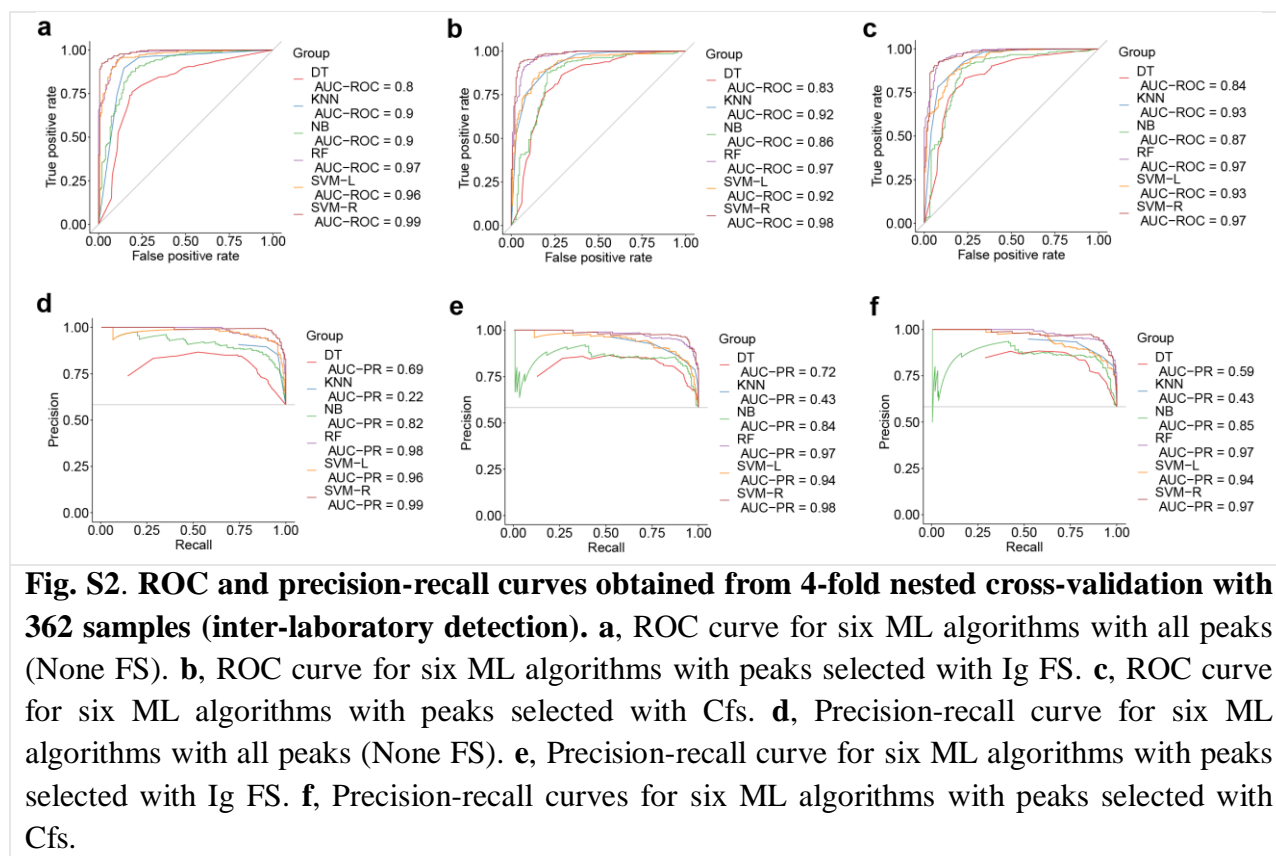 a
1.00
0.75
0.50
0.25
0.00
True positive rate
0.00 0.25 0.50 0.75 1.00
False positive rate
Group
DT
AUC−ROC = 0.8
KNN
AUC−ROC = 0.9
NB
AUC−ROC = 0.9
RF
AUC−ROC = 0.97
SVM−L
AUC−ROC = 0.96
SVM−R
AUC−ROC = 0.99
b
1.00
0.75
0.50
0.25
0.00
True positive rate
0.00 0.25 0.50 0.75 1.00
False positive rate
Group
DT
AUC−ROC = 0.83
KNN
AUC−ROC = 0.92
NB
AUC−ROC = 0.86
RF
AUC−ROC = 0.97
SVM−L
AUC−ROC = 0.92
SVM−R
AUC−ROC = 0.98
c
1.00
0.75
0.50
0.25
0.00
True positive rate
0.00 0.25 0.50 0.75 1.00
False positive rate
Group
DT
AUC−ROC = 0.84
KNN
AUC−ROC = 0.93
NB
AUC−ROC = 0.87
RF
AUC−ROC = 0.97
SVM−L
AUC−ROC = 0.93
SVM−R
AUC−ROC = 0.97
d
1.00
0.75
0.50
0.25
0.00
Precision
0.00 0.25 0.50 0.75 1.00
Recall
Group
DT
AUC−PR = 0.69
KNN
AUC−PR = 0.22
NB
AUC−PR = 0.82
RF
AUC−PR = 0.98
SVM−L
AUC−PR = 0.96
SVM−R
AUC−PR = 0.99
e
1.00
0.75
0.50
0.25
0.00
Precision
0.00 0.25 0.50 0.75 1.00
Recall
Group
DT
AUC−PR = 0.72
KNN
AUC−PR = 0.43
NB
AUC−PR = 0.84
RF
AUC−PR = 0.97
SVM−L
AUC−PR = 0.94
SVM−R
AUC−PR = 0.98
f
1.00
0.75
0.50
0.25
0.00
Precision
0.00 0.25 0.50 0.75 1.00
Recall
Group
DT
AUC−PR = 0.59
KNN
AUC−PR = 0.43
NB
AUC−PR = 0.85
RF
AUC−PR = 0.97
SVM−L
AUC−PR = 0.94
SVM−R
AUC−PR = 0.97
Fig. S2. ROC and precision-recall curves obtained from 4-fold nested cross-validation with
362 samples (inter-laboratory detection). a, ROC curve for six ML algorithms with all peaks
(None FS). b, ROC curve for six ML algorithms with peaks selected with Ig FS. c, ROC curve
for six ML algorithms with peaks selected with Cfs. d, Precision-recall curve for six ML
algorithms with all peaks (None FS). e, Precision-recall curve for six ML algorithms with peaks
selected with Ig FS. f, Precision-recall curves for six ML algorithms with peaks selected with
Cfs.